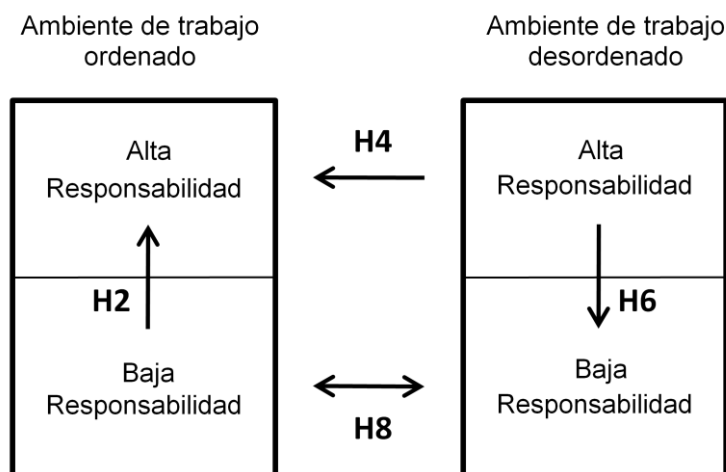 Ambiente de trabajo
ordenado
Ambiente de trabajo
desordenado
Alta
Responsabilidad
H4
Alta
Responsabilidad
H2
H6
Baja
Responsabilidad
H8
Baja
Responsabilidad